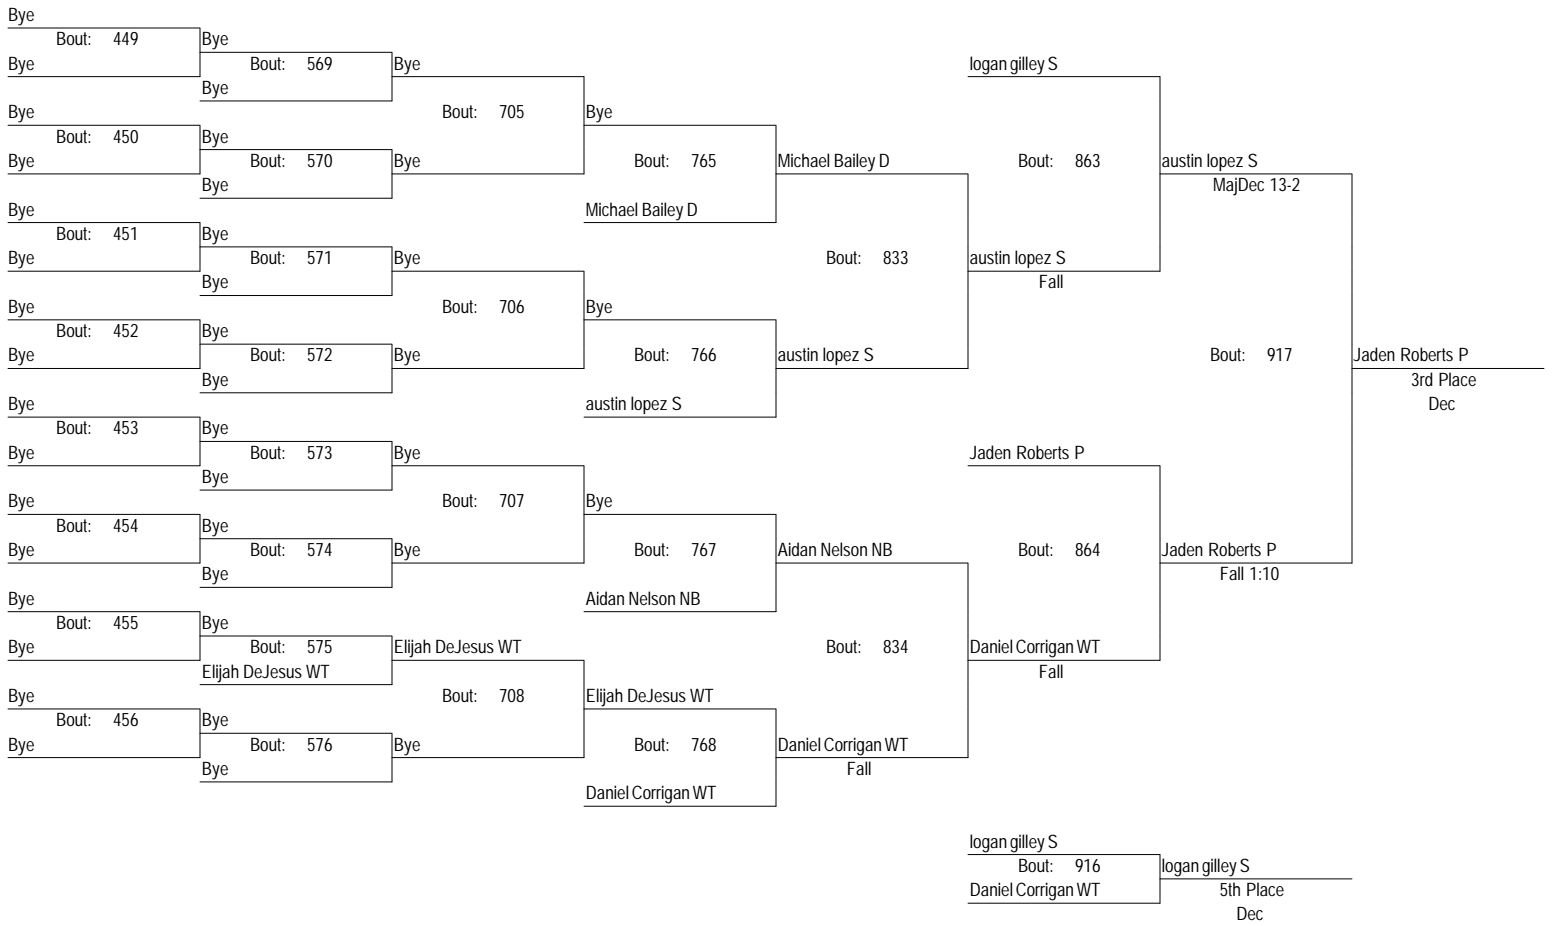 Bye
Bout: 449
Bye
Bye
Bout: 569
Bye
Bye
Bout: 450
Bye
Bye
Bout: 570
Bye
Bye
Bout: 705
Bye
Bye
Bout: 451
Bye
Bye
Bout: 571
Bye
Bye
Bout: 452
Bye
Bye
Bout: 572
Bye
Bye
Bout: 706
Bye
Bye
Bout: 453
Bye
Bye
Bout: 573
Bye
Bye
Bout: 454
Bye
Bye
Bout: 574
Bye
Bye
Bout: 707
Bye
Bye
Bout: 455
Bye
Bye
Bout: 575
Elijah DeJesus WT
Bye
Bout: 456
Bye
Bye
Bout: 576
Bye
Elijah DeJesus WT
Bout: 708
Bye
Bye
Bout: 765
Michael Bailey D
Bye
Bout: 766
austin lopez S
Bye
Bout: 767
Aidan Nelson NB
Elijah DeJesus WT
Bout: 768
Daniel Corrigan WT
Michael Bailey D
Bout: 833
austin lopez S
Aidan Nelson NB
Bout: 834
Daniel Corrigan WT
Fall
logan gilley S
Bout: 863
austin lopez S
Fall
Jaden Roberts P
Bout: 864
Daniel Corrigan WT
Fall
austin lopez S
MajDec 13-2
Bout: 917
Jaden Roberts P
Fall 1:10
Jaden Roberts P
3rd Place
Dec
logan gilley S
Bout: 916
Daniel Corrigan WT
logan gilley S
5th Place
Dec